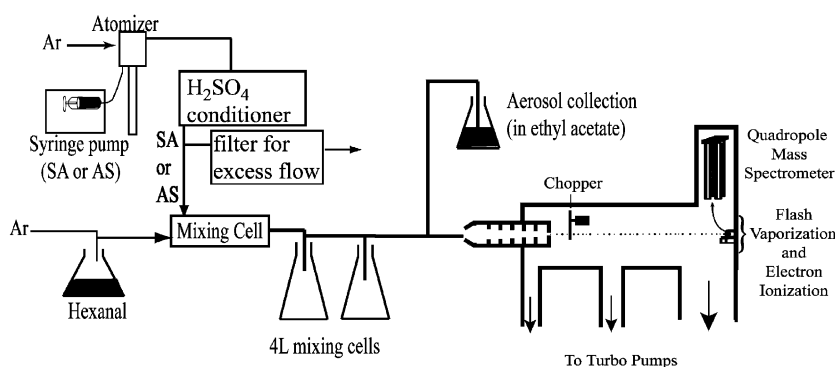 Atomizer
Ar
H2SO4
conditioner
Syringe pump
(SA or AS)
SA
or
AS
filter for
excess flow
Aerosol collection
(in ethyl acetate)
Quadropole
Mass
Spectrometer
Chopper
Ar
Mixing Cell
Flash
Vaporization
and
Electron
Ionization
Hexanal
4L mixing cells
To Turbo Pumps